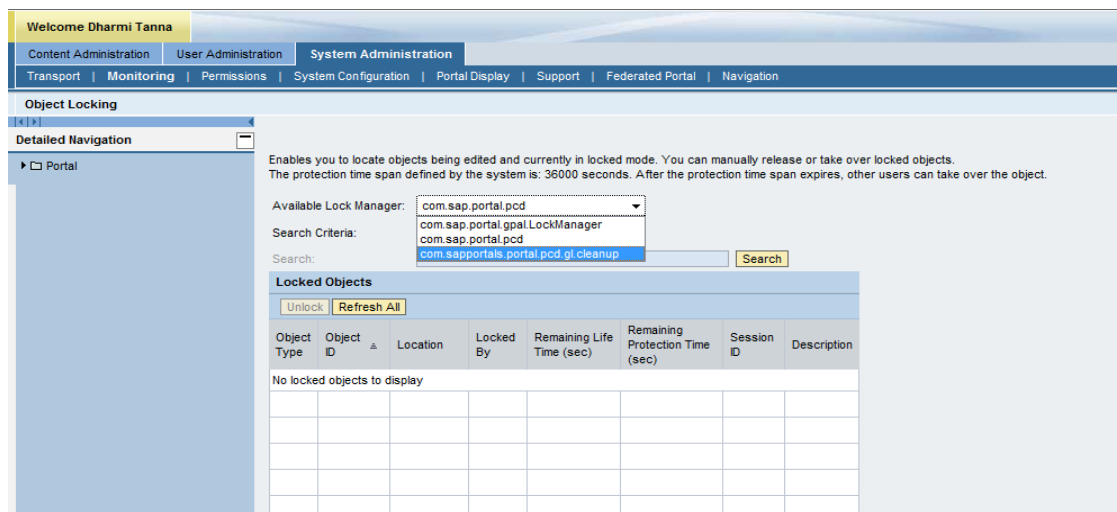 Welcome Dharmi Tanna
Content Administration User Administration System Administration
Transport | Monitoring | Permissions | System Configuration | Portal Display | Support | Federated Portal | Navigation
Object Locking
Detailed Navigation
Portal
Enables you to locate objects being edited and currently in locked mode. You can manually release or take over locked objects.
The protection time span defined by the system is: 36000 seconds. After the protection time span expires, other users can take over the object.
Available Lock Manager: com.sap.portal.pcd
com.sap.portal.gpal.LockManager
Search Criteria: com.sap.portal.pcd
com.sapportals.portal.pcd.gl.cleanup
Search: Search
Locked Objects
Unlock Refresh All
Object Type Object ID Location Locked By Remaining Life Time (sec) Remaining Protection Time (sec) Session ID Description
No locked objects to display